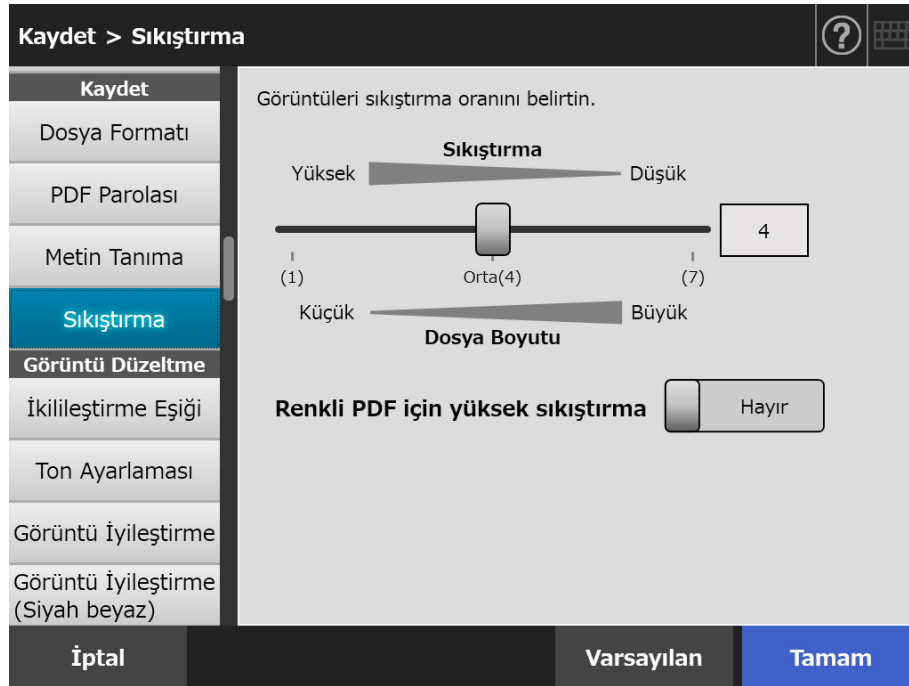 Kaydet > Sıkıştırma
?
Kaydet
Dosya Formatı
PDF Parolası
Metin Tanıma
Sıkıştırma
Görüntü Düzeltme
İkilileştirme Eşiği
Ton Ayarlaması
Görüntü İyileştirme
Görüntü İyileştirme
(Siyah beyaz)
Görüntüleri sıkıştırma oranını belirtin.
Sıkıştırma
Yüksek Düşük
4
(1) Orta(4) (7)
Küçük Büyük
Dosya Boyutu
Renkli PDF için yüksek sıkıştırma Hayır
İptal Varsayılan Tamam